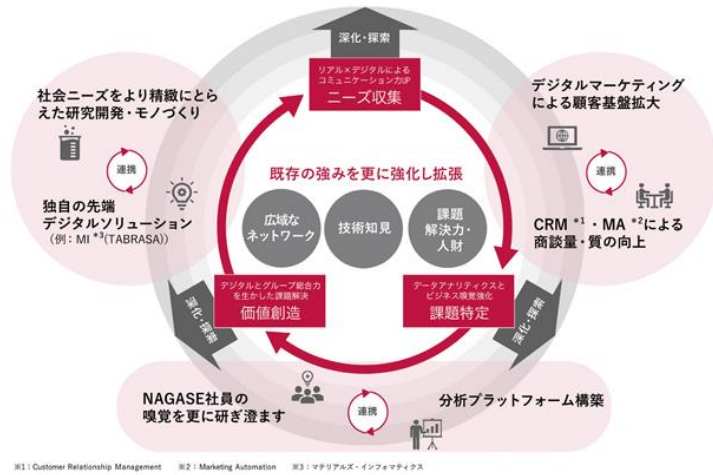 深化・探索
リアル×デジタルによる
コミュニケーション力UP
ニーズ収集
社会ニーズをより精緻にとら
えた研究開発・モノづくり
連携
独自の先端
デジタルソリューション
（例：MI ※3(TABRASA)）
デジタルマーケティング
による顧客基盤拡大
連携
CRM ※1 ・MA ※2による
商談量・質の向上
既存の強みを更に強化し拡張
広域な
ネットワーク
技術知見
課題
解決力・
人財
デジタルとグループ総合力
を生かした課題解決
価値創造
データアナリティクスと
ビジネス嗅覚強化
課題特定
深化・探索
深化・探索
NAGASE社員の
嗅覚を更に研ぎ澄ます
連携
分析プラットフォーム構築
※1：Customer Relationship Management ※2：Marketing Automation ※3：マテリアルズ・インフォマティクス